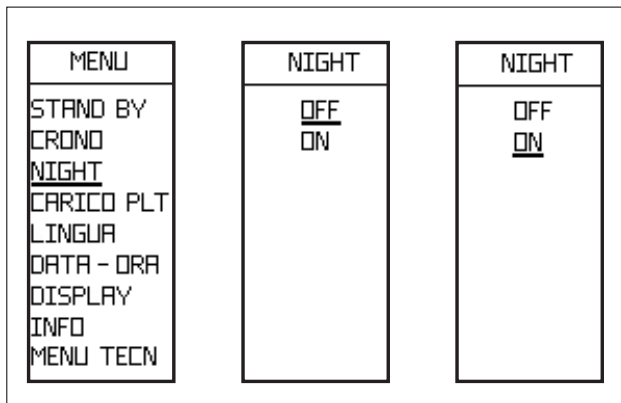 MENU
STAND BY
CRONO
NIGHT
CARICO PLT
LINGUA
DATA - ORA
DISPLAY
INFO
MENU TECN
NIGHT
OFF
ON
NIGHT
OFF
ON